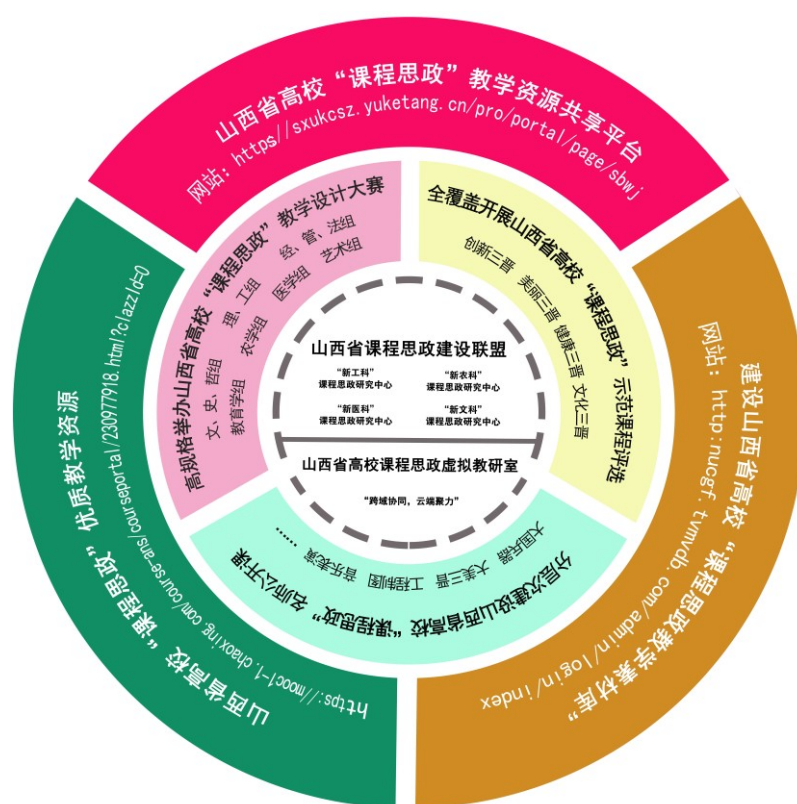 山西省高校“课程思政”教学资源共享平台
网站：https//sxukcsz.yuketang.cn/pro/portal/page/sbwj
建设山西省高校“课程思政教学素材库”
网站：http:nucgf.tvmvdb.com/admin/login/index
山西省高校“课程思政”优质教学资源
https://mooc1-1.chaoxing.com/course-ans/courseportal/230977918.html?clazzId=0
高规格举办山西省高校“课程思政”教学设计大赛
文、史、哲组 理、工组 经、管、法组
教育学组 农学组 医学组 艺术组
全覆盖开展山西省高校“课程思政”示范课程评选
创新三晋 美丽三晋 健康三晋 文化三晋
分层次建设山西省高校“课程思政”名师公开课
大国兵器 大美三晋 工程制图 音乐表演 ……
山西省课程思政建设联盟
“新工科” “新农科”
课程思政研究中心 课程思政研究中心
“新医科” “新文科”
课程思政研究中心 课程思政研究中心
山西省高校课程思政虚拟教研室
“跨域协同，云端聚力”